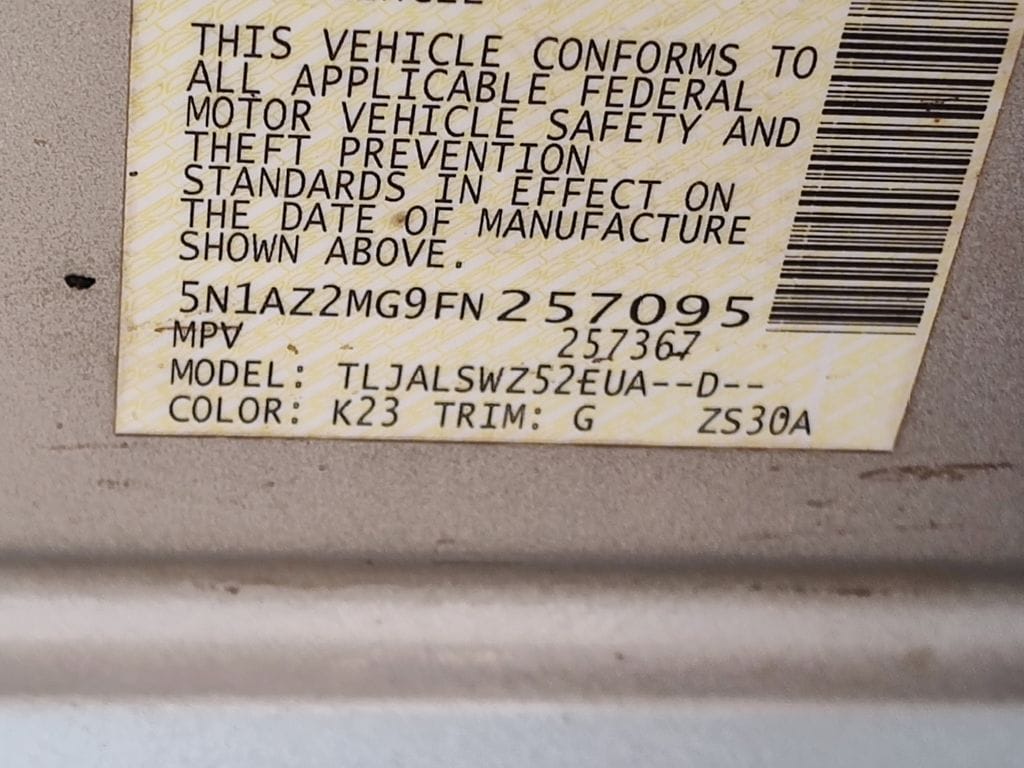 THIS VEHICLE CONFORMS TO
ALL APPLICABLE FEDERAL
MOTOR VEHICLE SAFETY AND
THEFT PREVENTION
STANDARDS IN EFFECT ON
THE DATE OF MANUFACTURE
SHOWN ABOVE.
5N1AZ2MG9FN257095
MPV 257367
MODEL: TLJALSWZ52EUA--D--
COLOR: K23 TRIM: G ZS30A